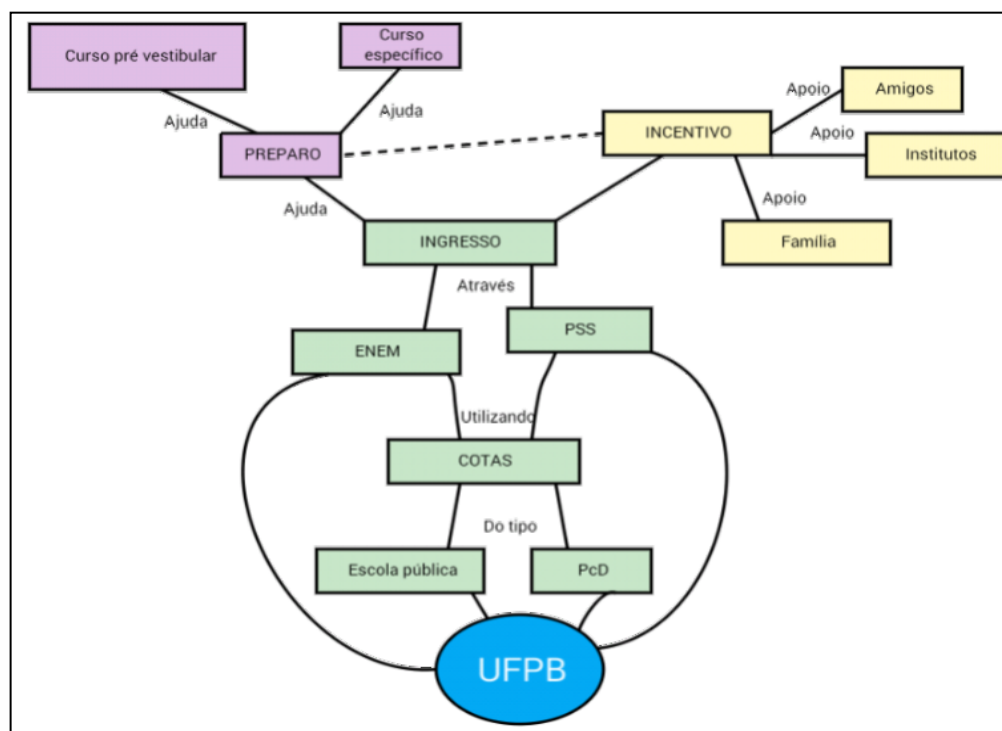 Curso pré vestibular
Curso
específico
Ajuda
Ajuda
PREPARO
INCENTIVO
Apoio
Amigos
Apoio
Institutos
Apoio
Família
Ajuda
INGRESSO
Através
ENEM
PSS
Utilizando
COTAS
Do tipo
Escola pública
PcD
UFPB